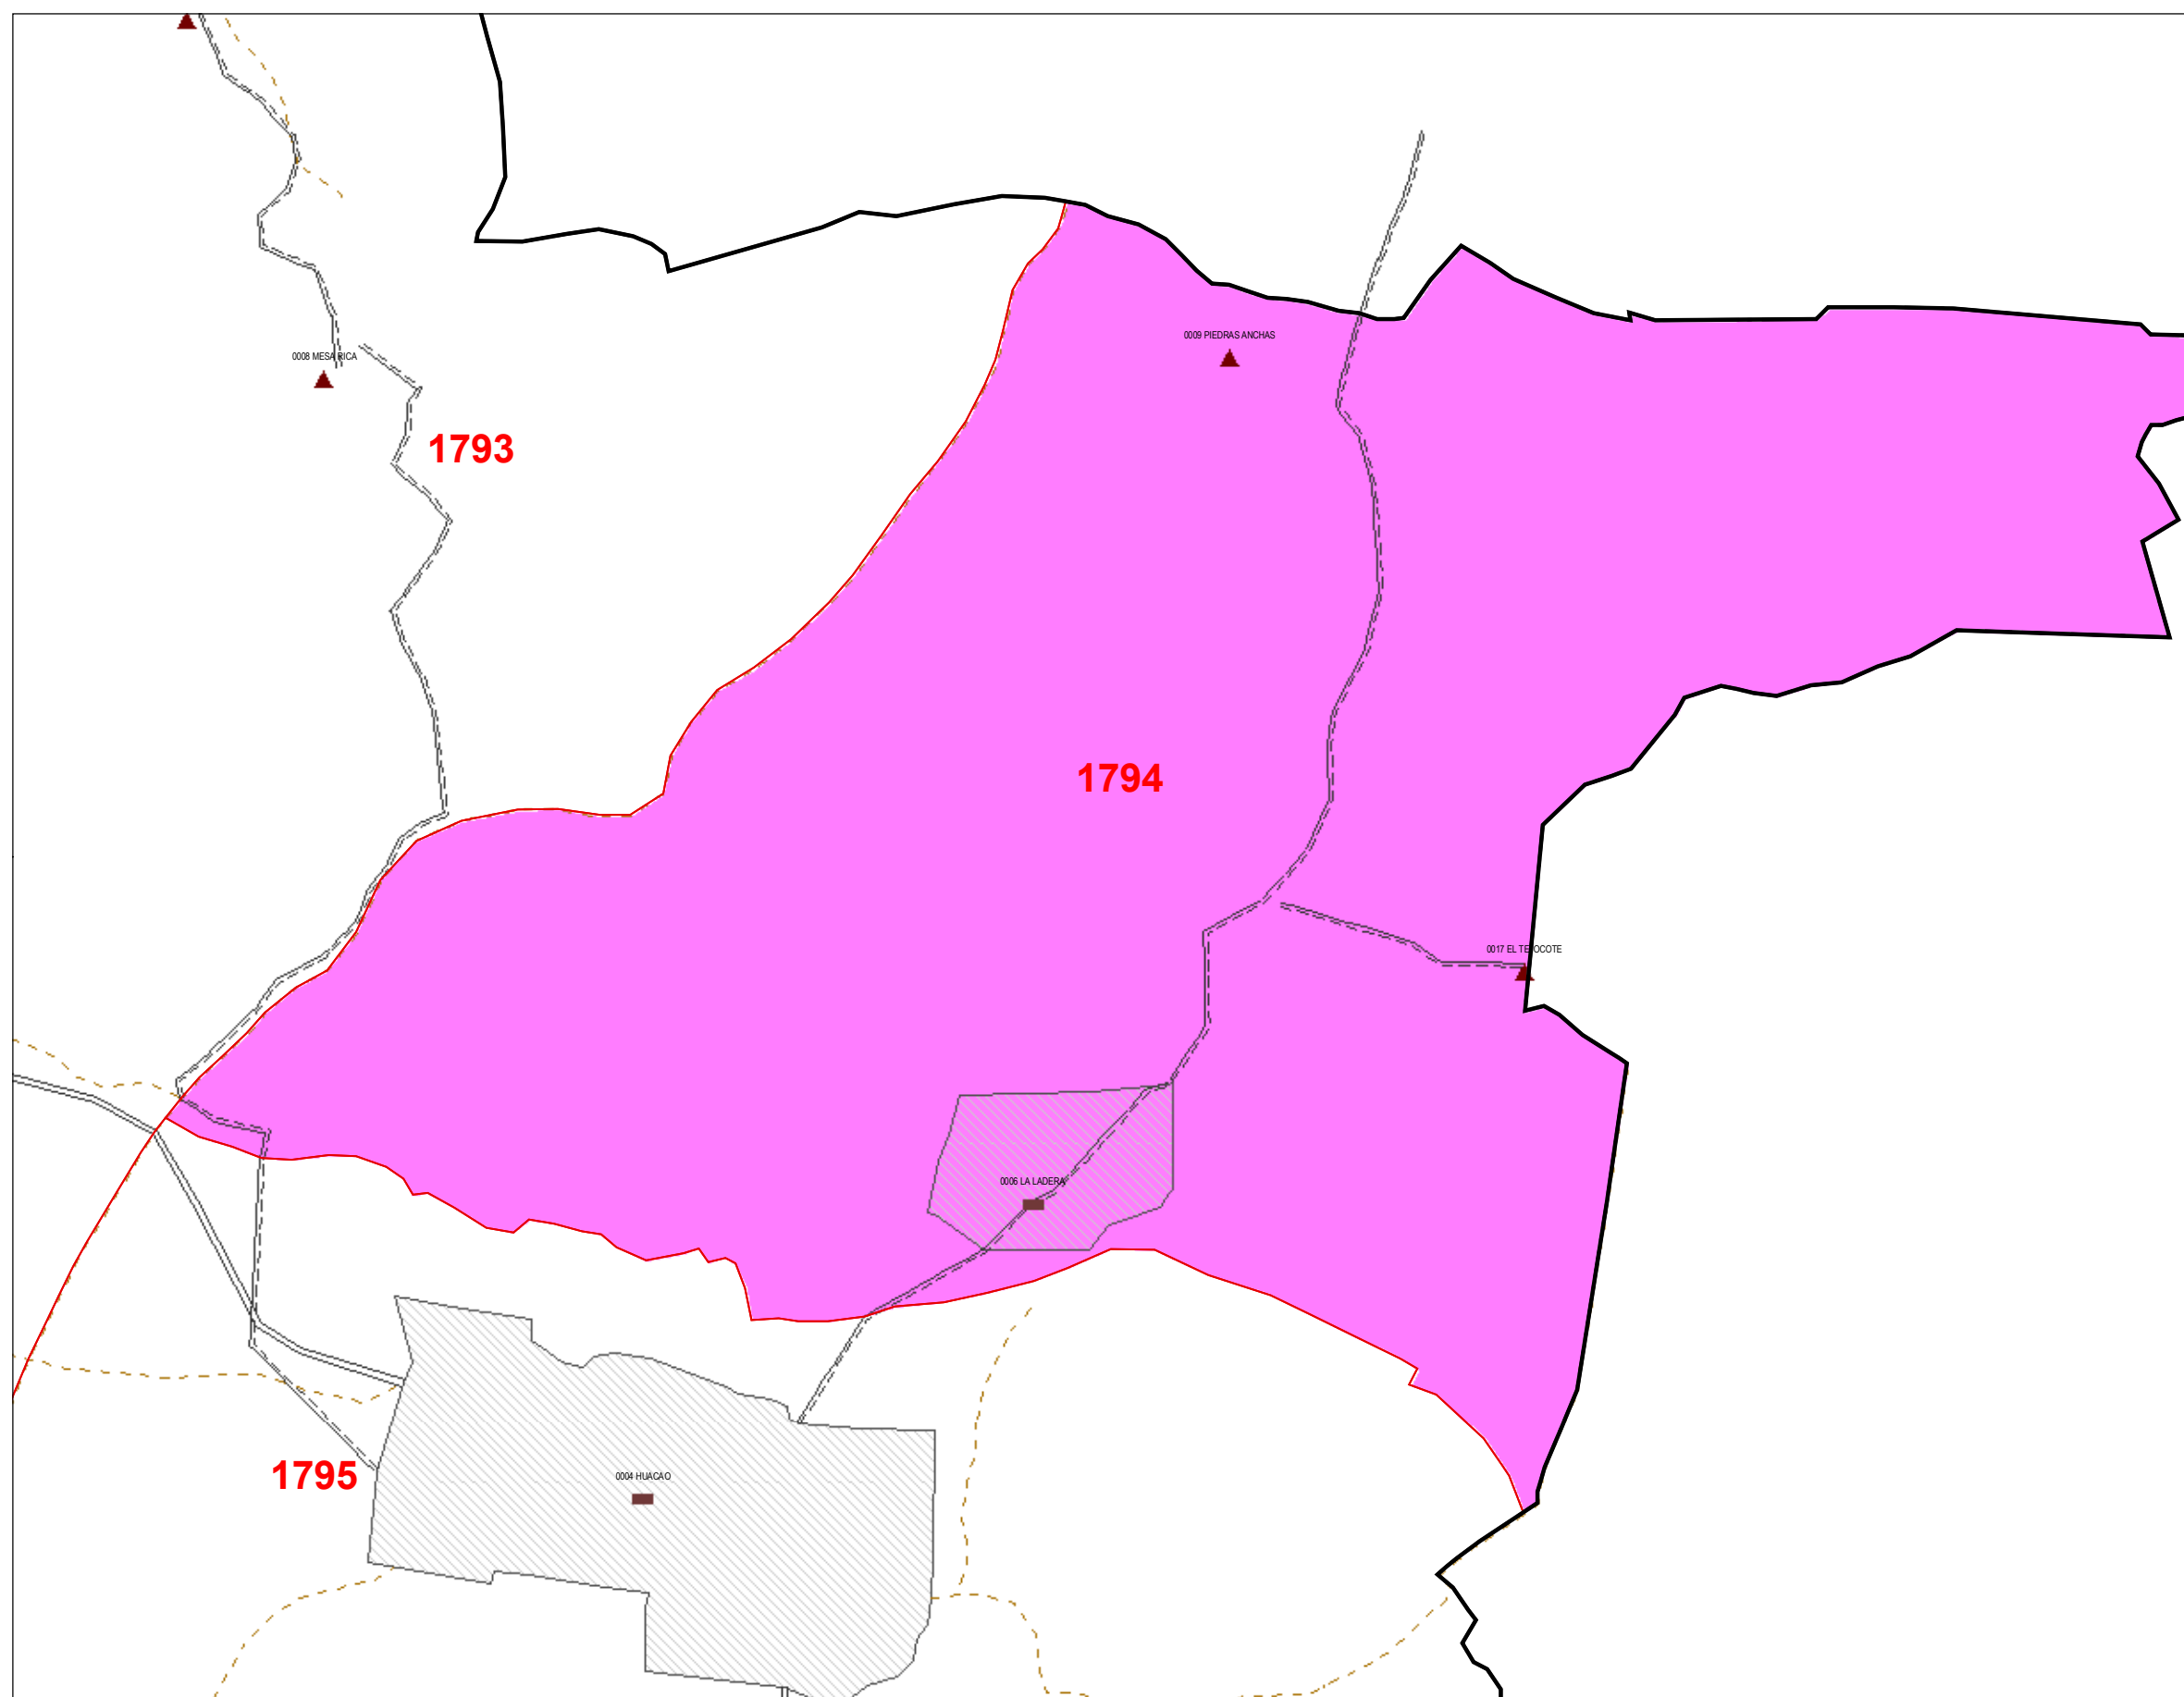 0009 PIEDRAS ANCHAS
0008 MESA RICA
1793
1794
0017 EL TEJOCOTE
0006 LA LADERA
1795
0004 HUACAO